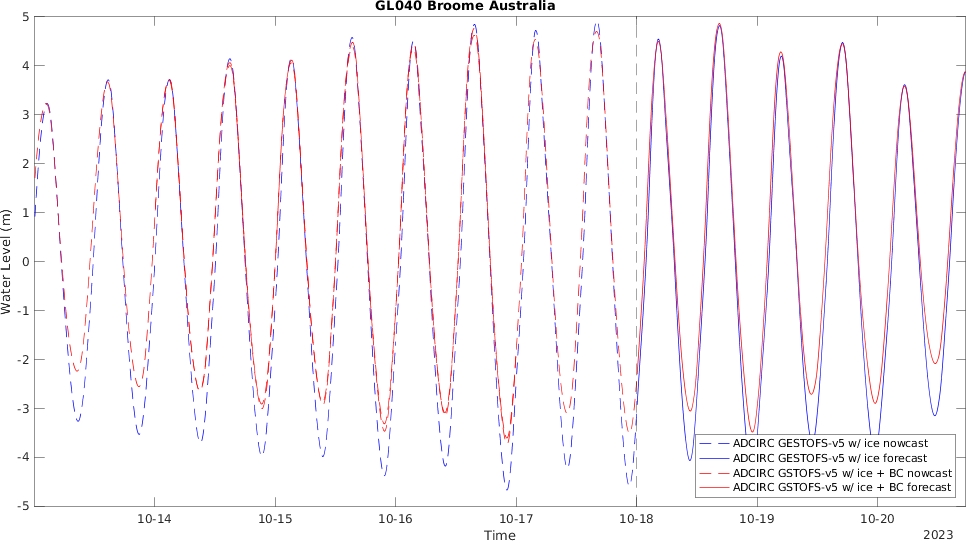 GL040 Broome Australia
5
4
3
2
1
0
-1
-2
-3
-4
-5
Water Level (m)
ADCIRC GESTOFS-v5 w/ ice nowcast
ADCIRC GESTOFS-v5 w/ ice forecast
ADCIRC GSTOFS-v5 w/ ice + BC nowcast
ADCIRC GSTOFS-v5 w/ ice + BC forecast
10-14 10-15 10-16 10-17 10-18 10-19 10-20
Time
2023